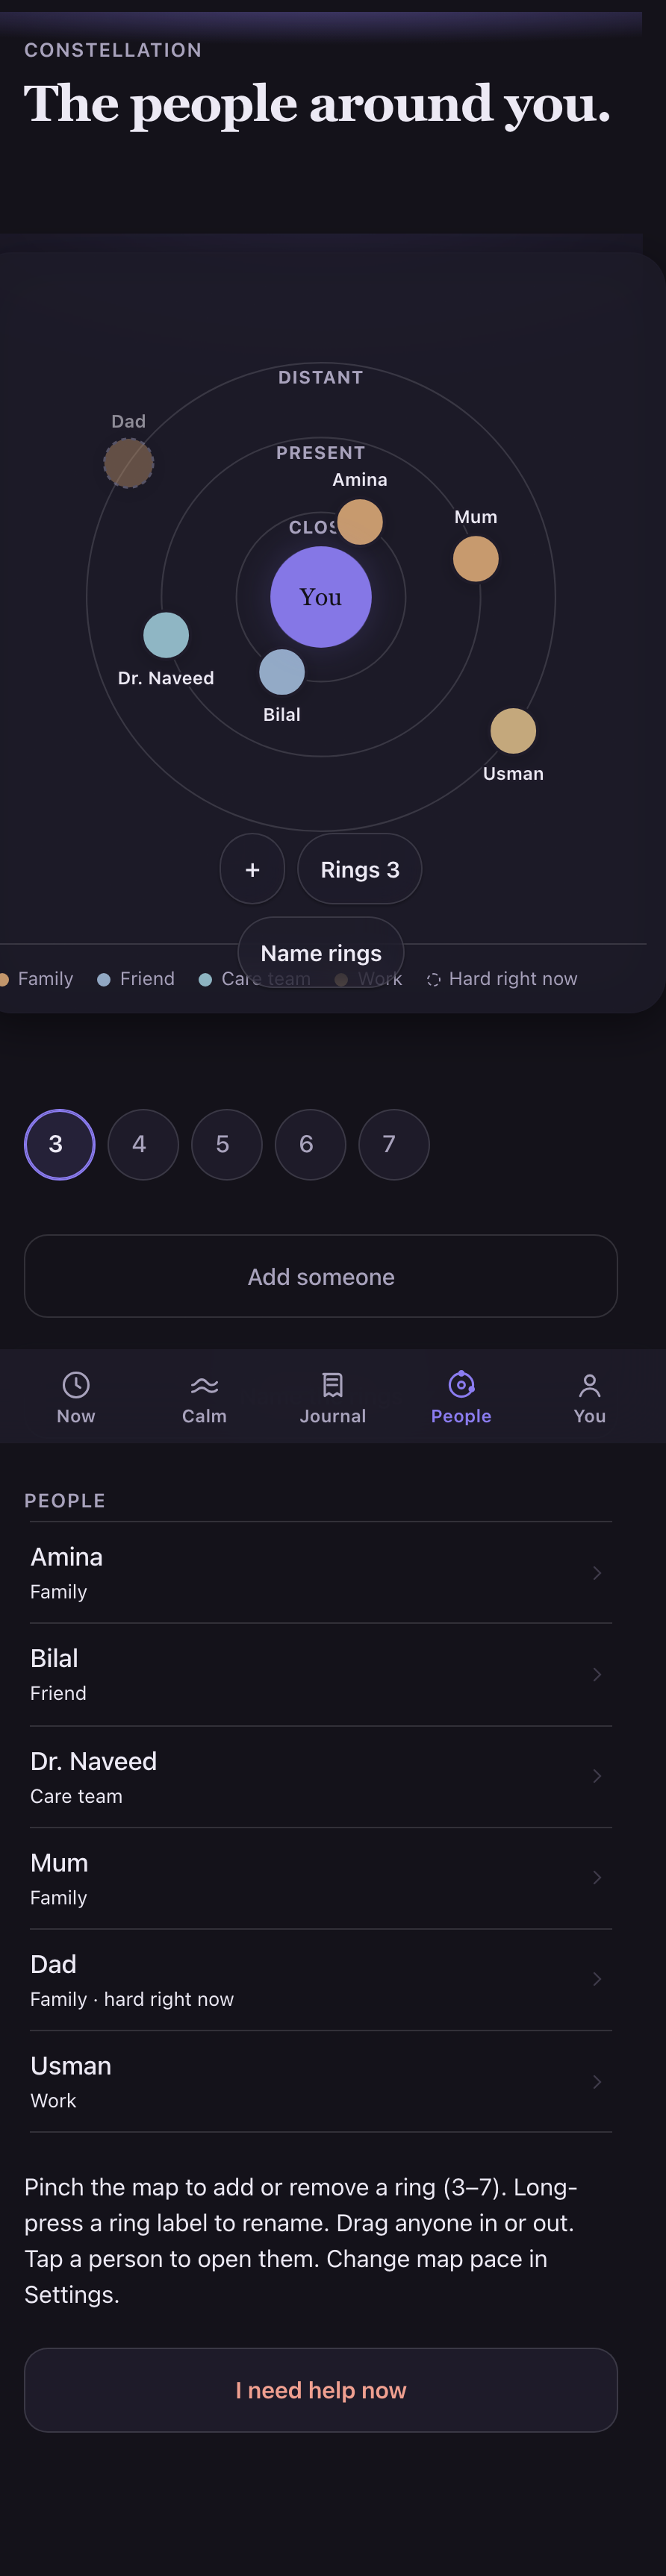 CONSTELLATION
The people around you.
DISTANT
Dad
PRESENT
Amina
Mum
CLOS
You
Dr. Naveed
Bilal
Usman
+
Rings 3
Name rings
Family
Friend
Care team
Work
Hard right now
3
4
5
6
7
Add someone
Now
Calm
Journal
People
You
PEOPLE
Amina
Family
Bilal
Friend
Dr. Naveed
Care team
Mum
Family
Dad
Family · hard right now
Usman
Work
Pinch the map to add or remove a ring (3–7). Long-
press a ring label to rename. Drag anyone in or out.
Tap a person to open them. Change map pace in
Settings.
I need help now